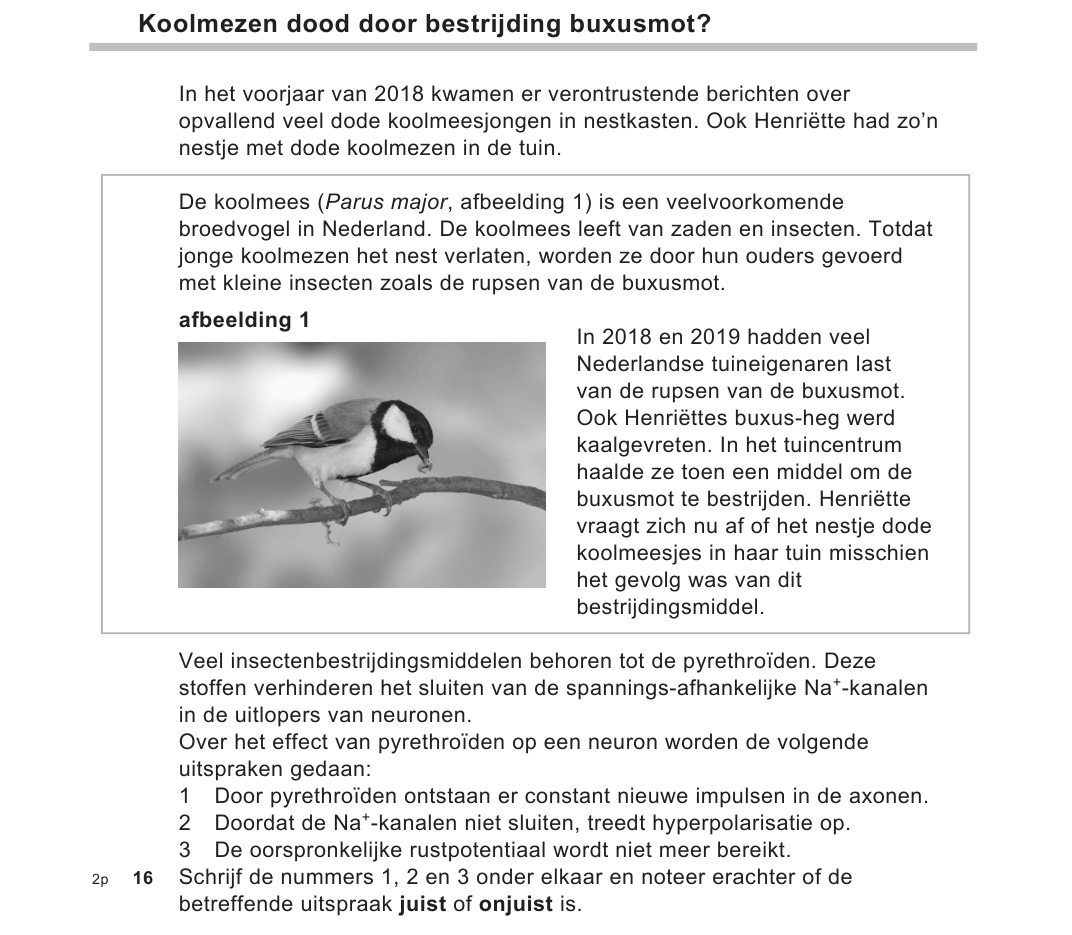 Koolmezen dood door bestrijding buxusmot?
In het voorjaar van 2018 kwamen er verontrustende berichten over
opvallend veel dode koolmeesjongen in nestkasten. Ook Henriëtte had zo’n
nestje met dode koolmezen in de tuin.
De koolmees (Parus major, afbeelding 1) is een veelvoorkomende
broedvogel in Nederland. De koolmees leeft van zaden en insecten. Totdat
jonge koolmezen het nest verlaten, worden ze door hun ouders gevoerd
met kleine insecten zoals de rupsen van de buxusmot.
afbeelding 1
In 2018 en 2019 hadden veel
Nederlandse tuineigenaren last
van de rupsen van de buxusmot.
Ook Henriëttes buxus-heg werd
kaalgevreten. In het tuincentrum
haalde ze toen een middel om de
buxusmot te bestrijden. Henriëtte
vraagt zich nu af of het nestje dode
koolmeesjes in haar tuin misschien
het gevolg was van dit
bestrijdingsmiddel.
Veel insectenbestrijdingsmiddelen behoren tot de pyrethroïden. Deze
stoffen verhinderen het sluiten van de spannings-afhankelijke Na⁺-kanalen
in de uitlopers van neuronen.
Over het effect van pyrethroïden op een neuron worden de volgende
uitspraken gedaan:
1 Door pyrethroïden ontstaan er constant nieuwe impulsen in de axonen.
2 Doordat de Na⁺-kanalen niet sluiten, treedt hyperpolarisatie op.
3 De oorspronkelijke rustpotentiaal wordt niet meer bereikt.
2p 16 Schrijf de nummers 1, 2 en 3 onder elkaar en noteer erachter of de
betreffende uitspraak juist of onjuist is.